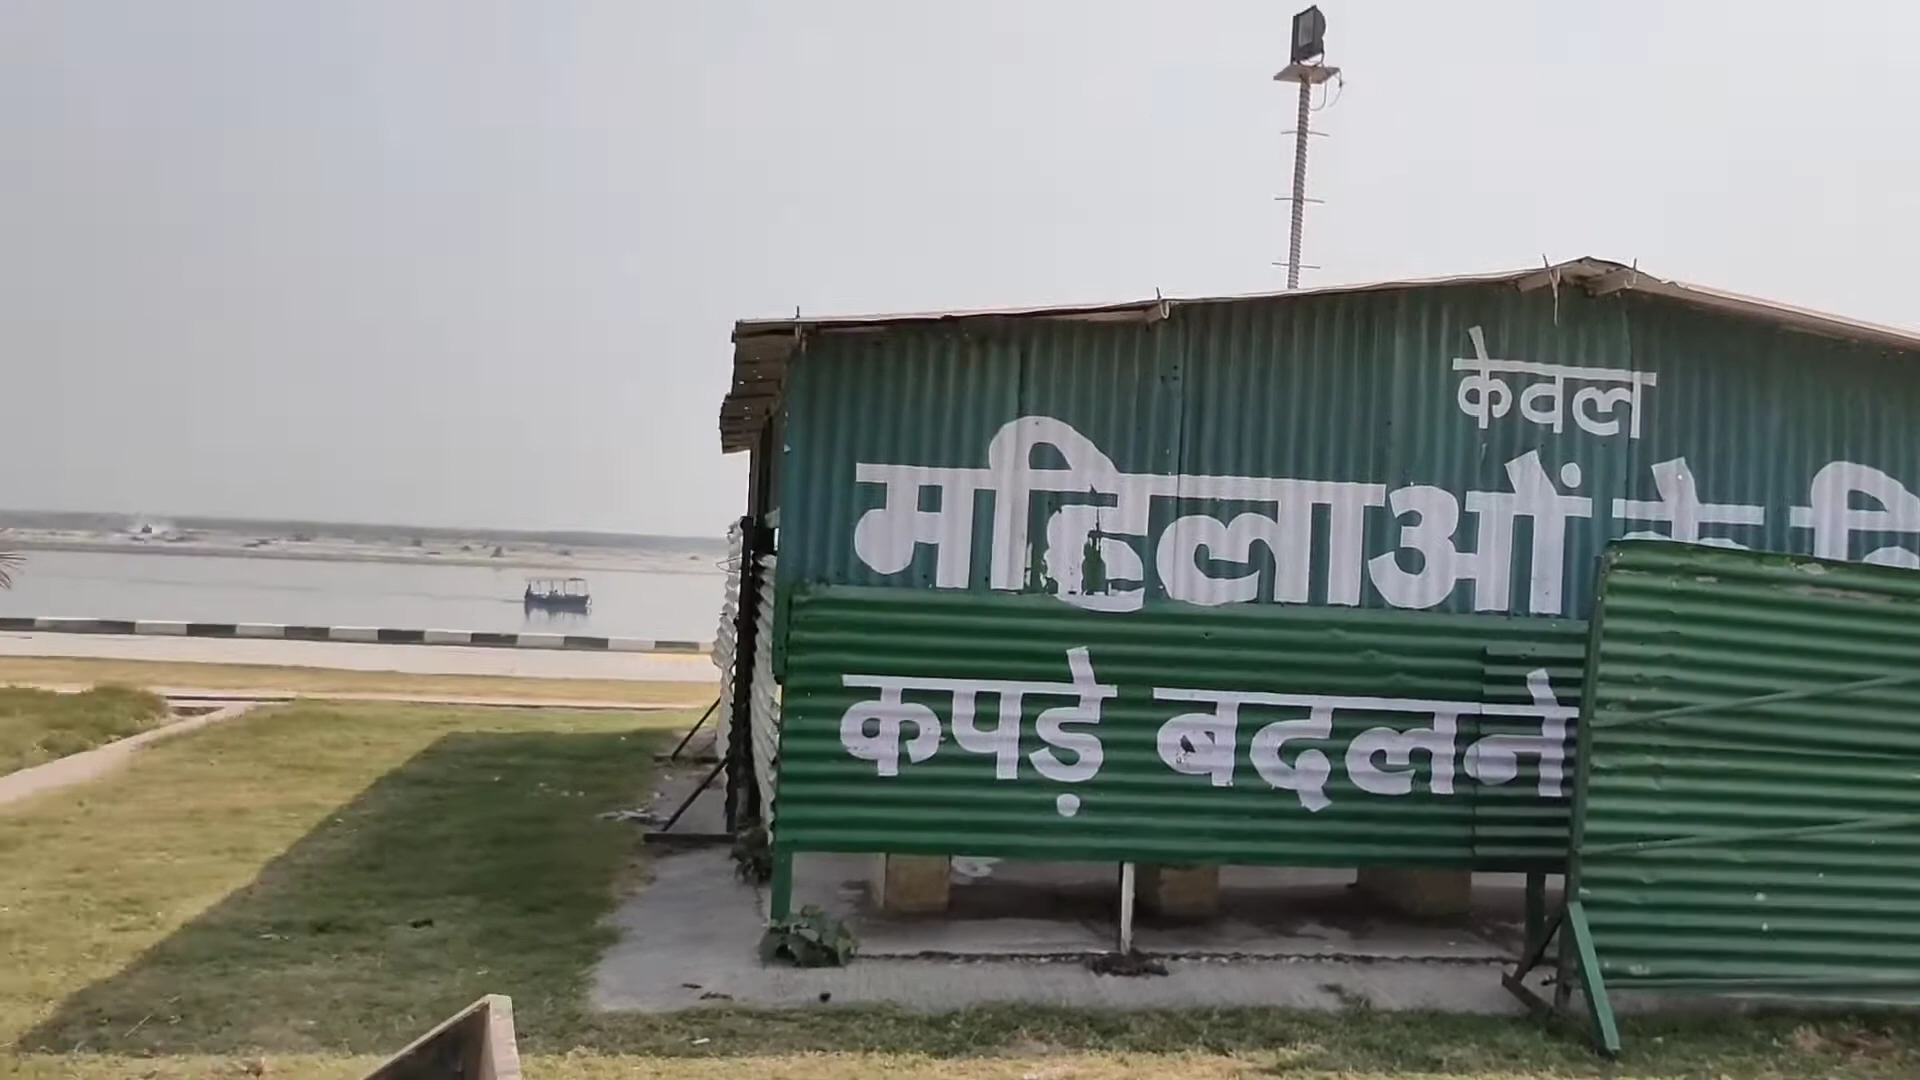 केवल
महिलाओं के
कपड़े बदलने